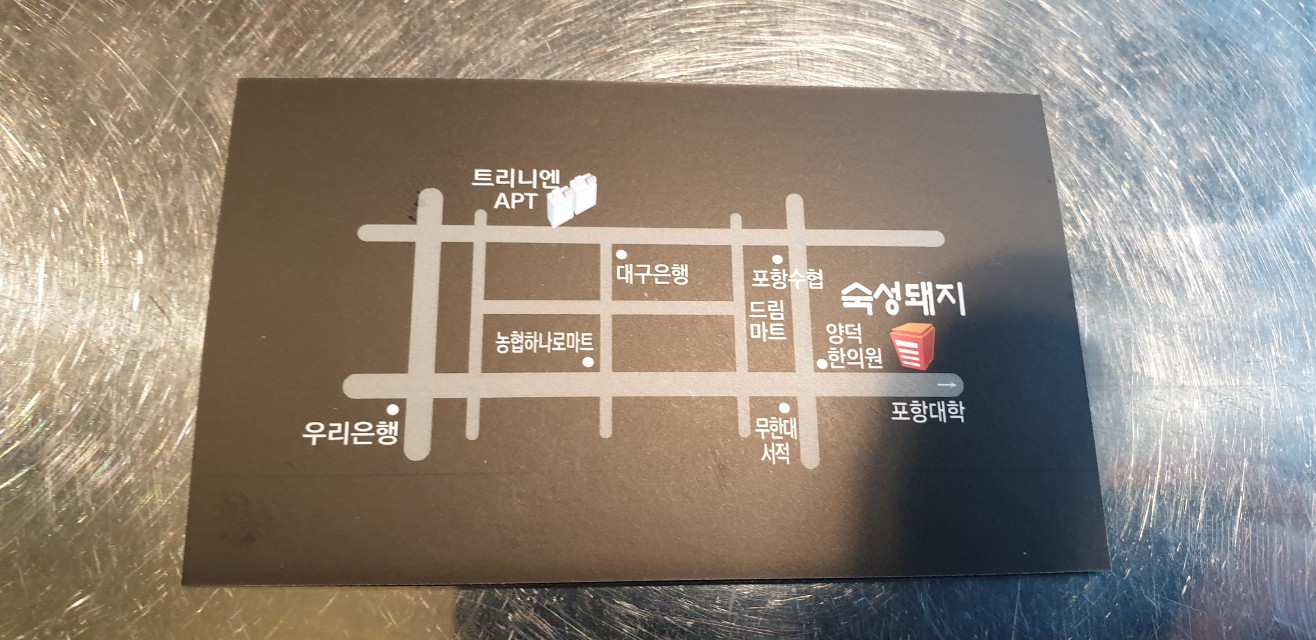 트리니엔
APT
대구은행
포항수협
숙성돼지
드림
마트
양덕
한의원
농협하나로마트
포항대학
우리은행
무한대
서적